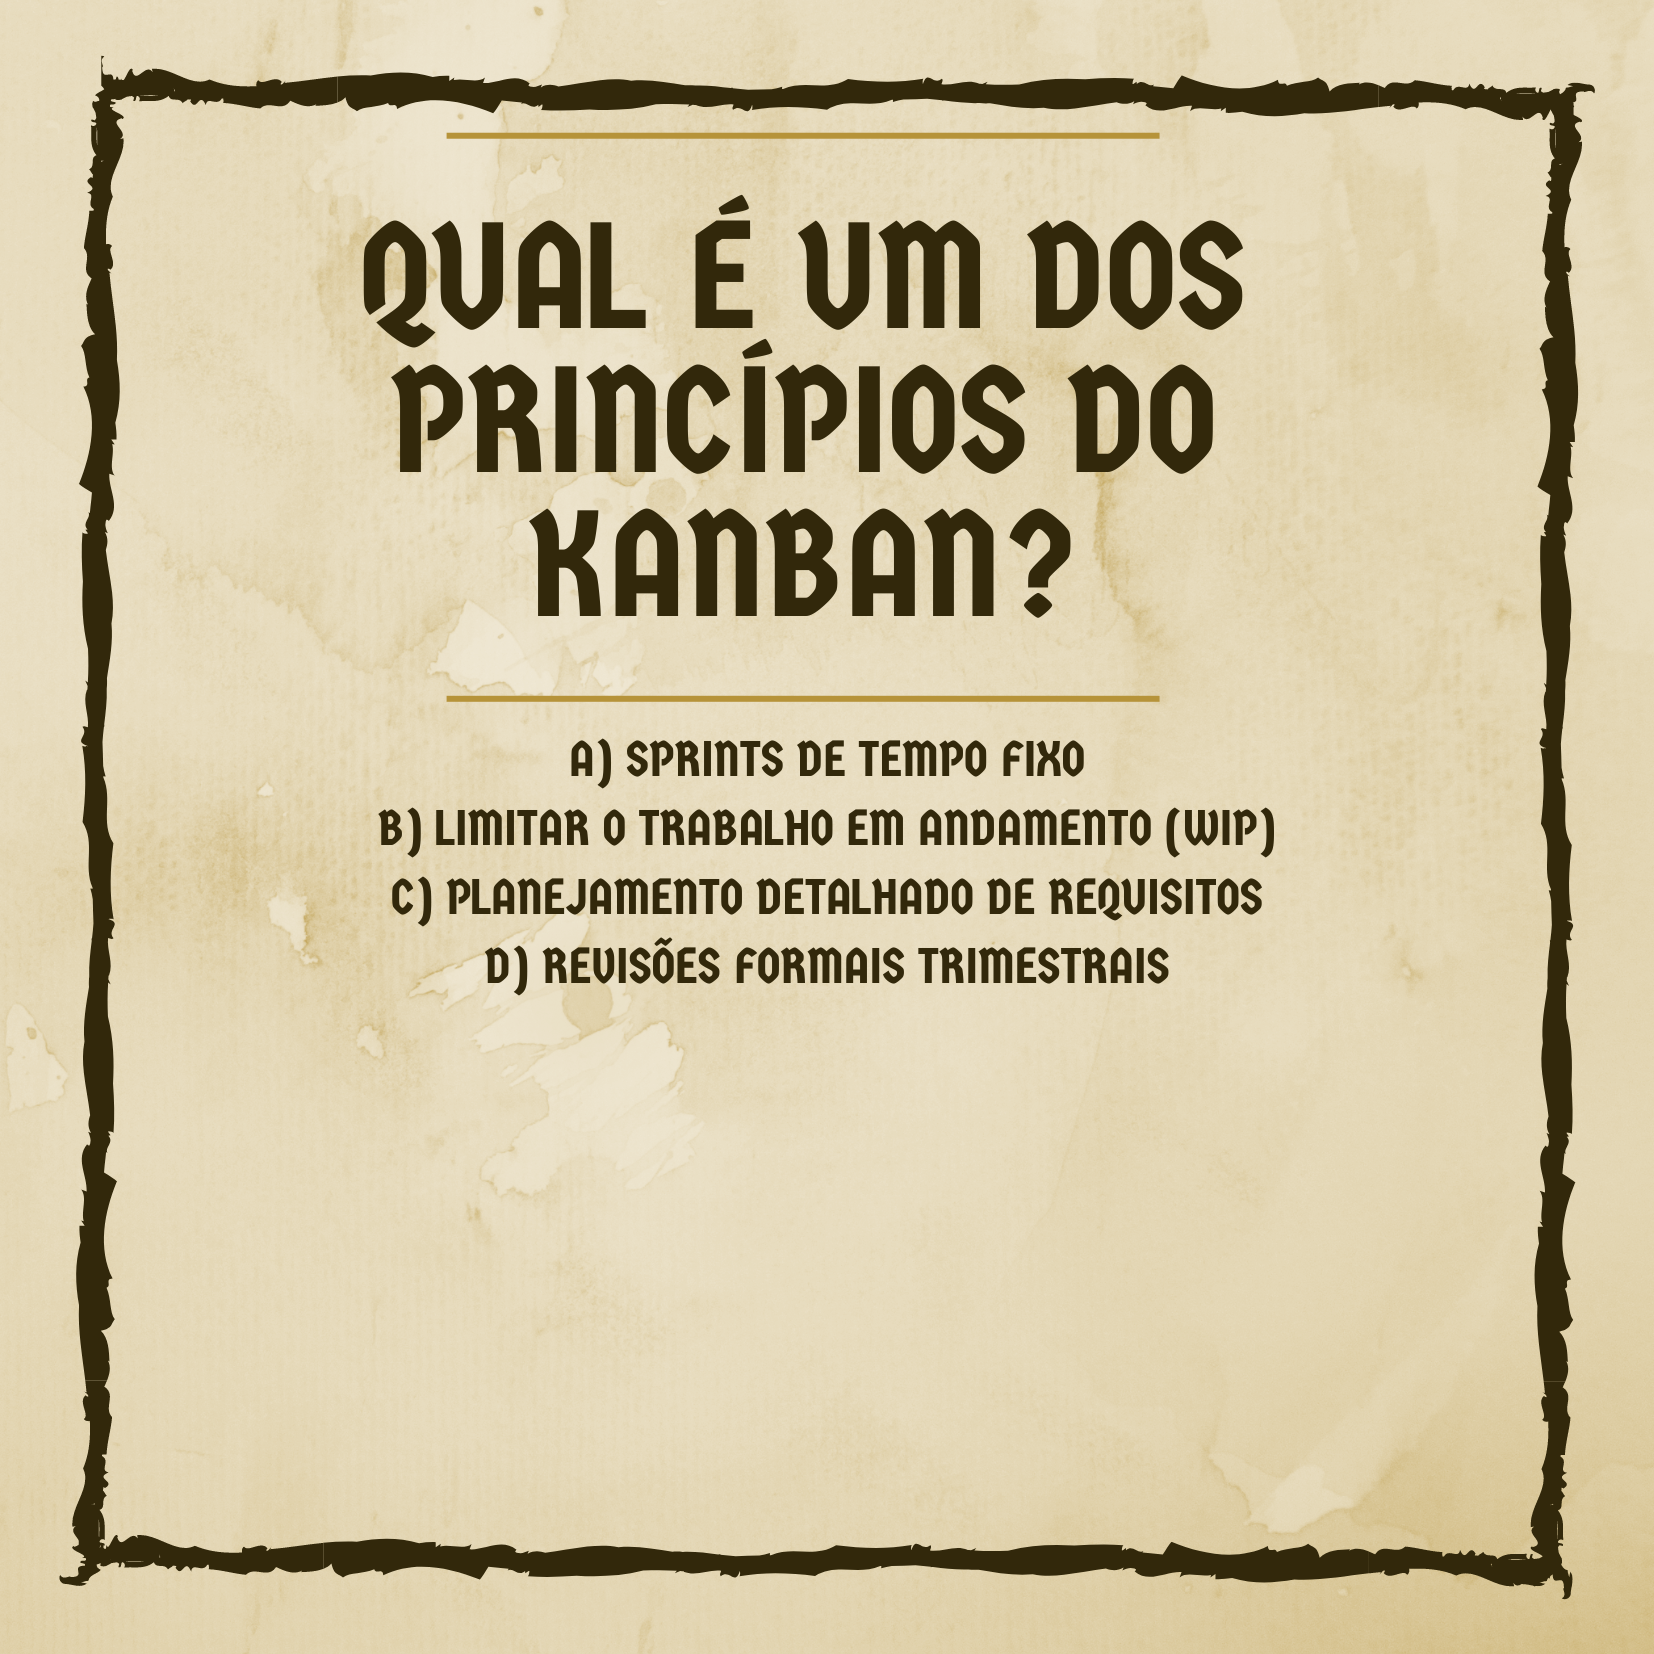 QUAL É UM DOS
PRINCÍPIOS DO
KANBAN?
A) SPRINTS DE TEMPO FIXO
B) LIMITAR O TRABALHO EM ANDAMENTO (WIP)
C) PLANEJAMENTO DETALHADO DE REQUISITOS
D) REVISÕES FORMAIS TRIMESTRAIS